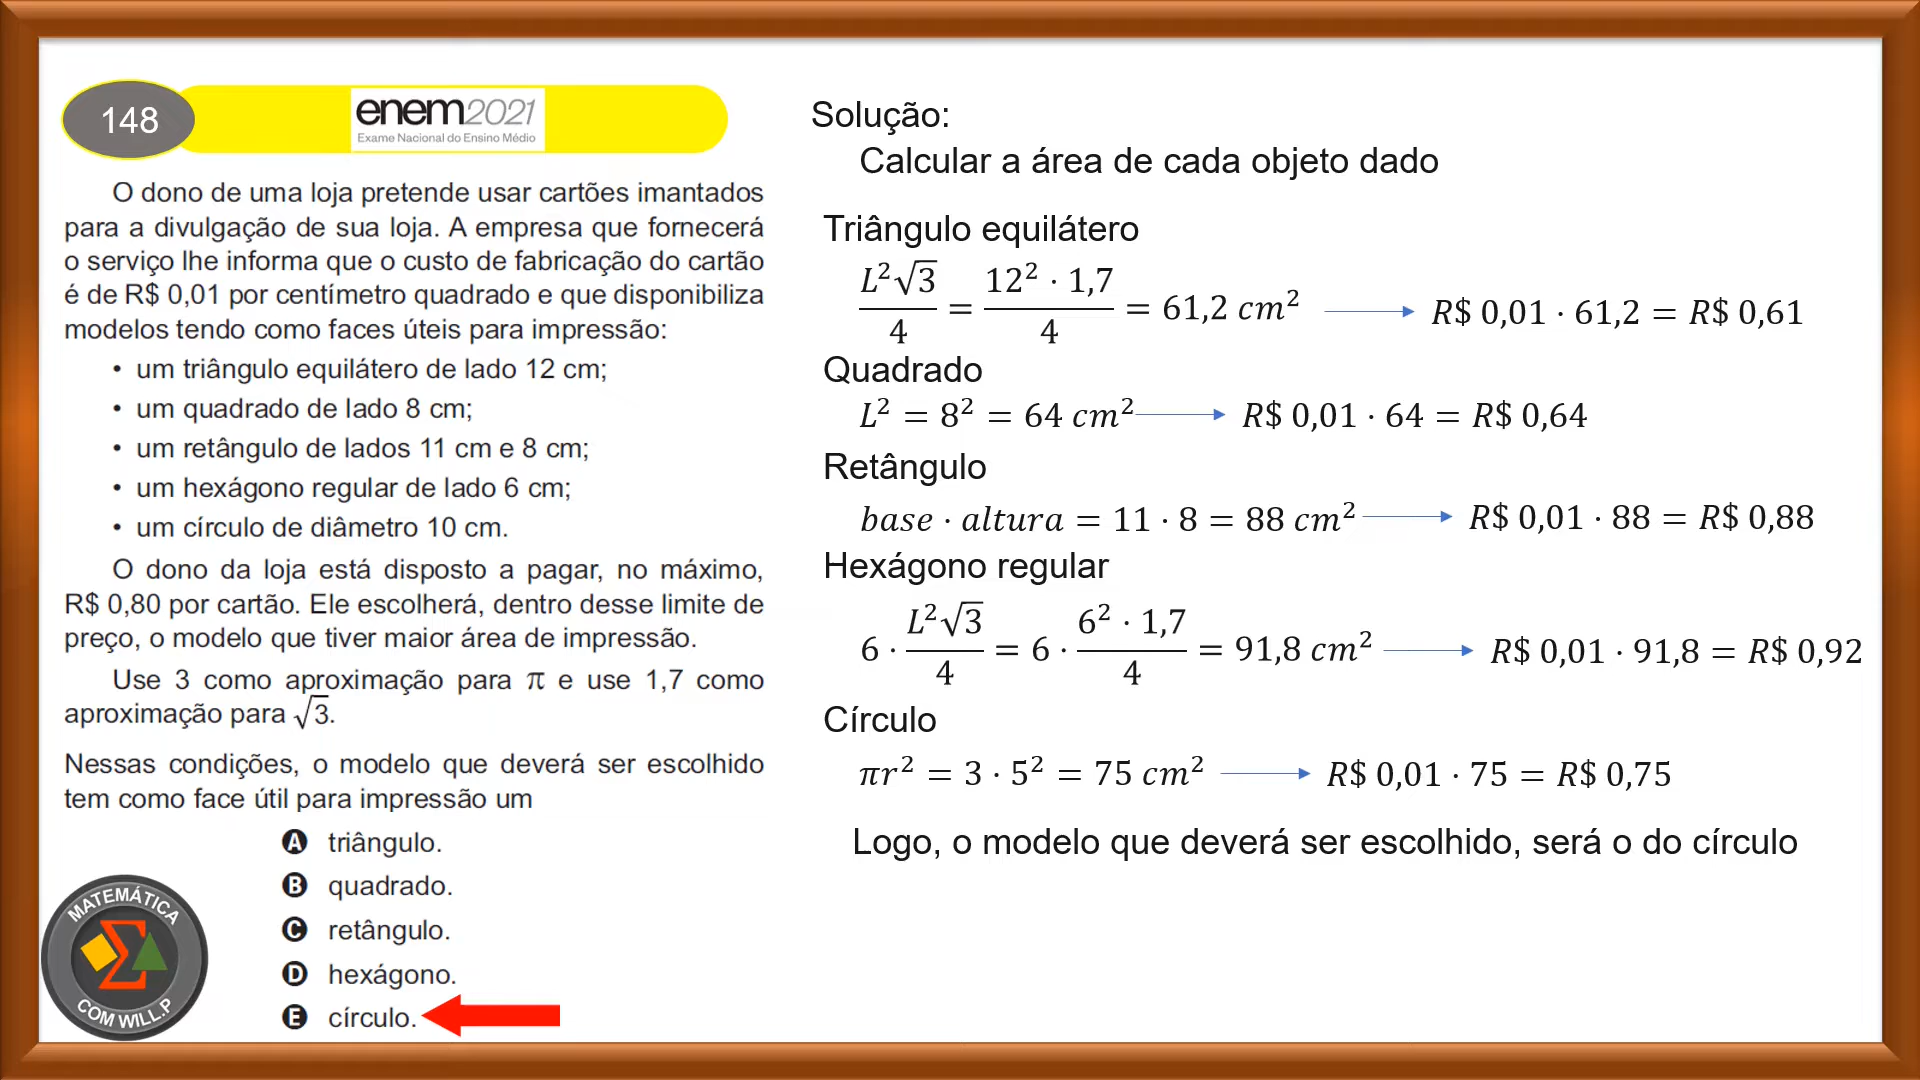 148
enem2021
Exame Nacional do Ensino Médio
O dono de uma loja pretende usar cartões imantados
para a divulgação de sua loja. A empresa que fornecerá
o serviço lhe informa que o custo de fabricação do cartão
é de R$ 0,01 por centímetro quadrado e que disponibiliza
modelos tendo como faces úteis para impressão:
• um triângulo equilátero de lado 12 cm;
• um quadrado de lado 8 cm;
• um retângulo de lados 11 cm e 8 cm;
• um hexágono regular de lado 6 cm;
• um círculo de diâmetro 10 cm.
O dono da loja está disposto a pagar, no máximo,
R$ 0,80 por cartão. Ele escolherá, dentro desse limite de
preço, o modelo que tiver maior área de impressão.
Use 3 como aproximação para π e use 1,7 como
aproximação para √3.
Nessas condições, o modelo que deverá ser escolhido
tem como face útil para impressão um
A triângulo.
B quadrado.
C retângulo.
D hexágono.
E círculo.
MATEMÁTICA
COM WILL.P
Solução:
Calcular a área de cada objeto dado
Triângulo equilátero
L²√3/4 = 12² · 1,7/4 = 61,2 cm² → R$ 0,01 · 61,2 = R$ 0,61
Quadrado
L² = 8² = 64 cm² → R$ 0,01 · 64 = R$ 0,64
Retângulo
base · altura = 11 · 8 = 88 cm² → R$ 0,01 · 88 = R$ 0,88
Hexágono regular
6 · L²√3/4 = 6 · 6² · 1,7/4 = 91,8 cm² → R$ 0,01 · 91,8 = R$ 0,92
Círculo
πr² = 3 · 5² = 75 cm² → R$ 0,01 · 75 = R$ 0,75
Logo, o modelo que deverá ser escolhido, será o do círculo